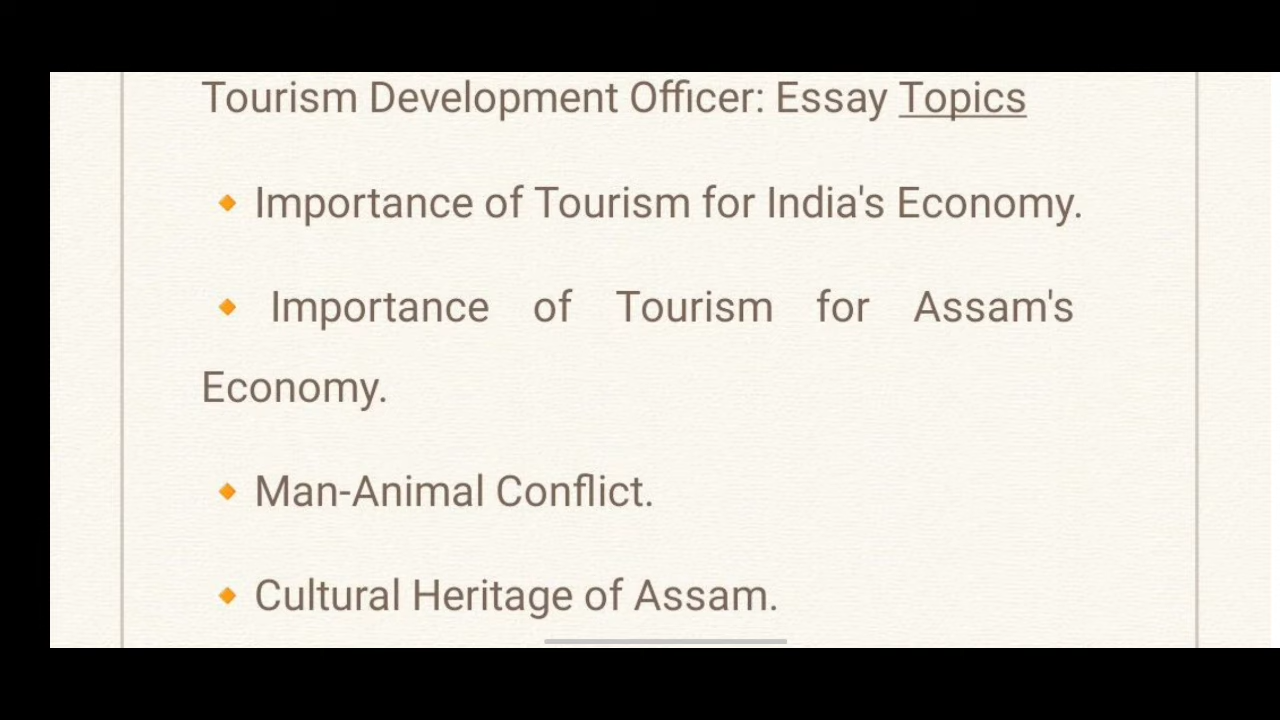 Tourism Development Officer: Essay Topics
🔸 Importance of Tourism for India's Economy.
🔸 Importance of Tourism for Assam's
Economy.
🔸 Man-Animal Conflict.
🔸 Cultural Heritage of Assam.